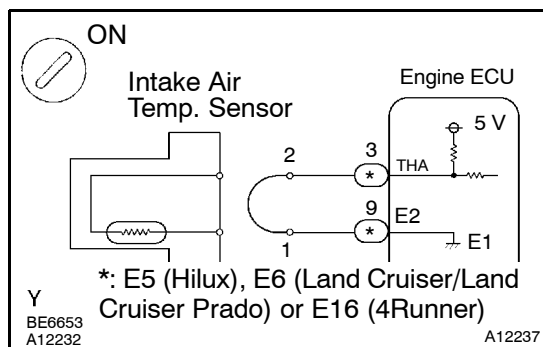 ON
Intake Air
Temp. Sensor
Engine ECU
5 V
2
3
THA
*
9
E2
*
1
E1
*: E5 (Hilux), E6 (Land Cruiser/Land
Cruiser Prado) or E16 (4Runner)
Y
BE6653
A12232
A12237